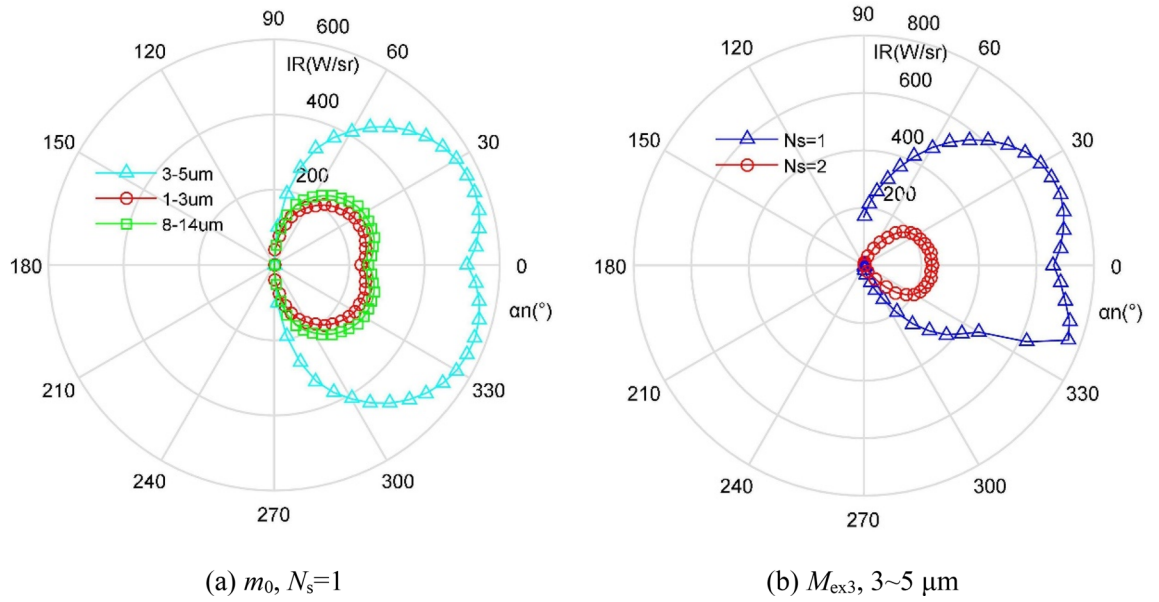 90
600
120
60
IR(W/sr)
400
150
30
3-5um
1-3um
8-14um
200
180
0
αn(°)
210
330
240
300
270
(a) m0, Ns=1
90
800
120
60
IR(W/sr)
600
150
30
Ns=1
Ns=2
400
200
180
0
αn(°)
210
330
240
300
270
(b) Mex3, 3~5 μm